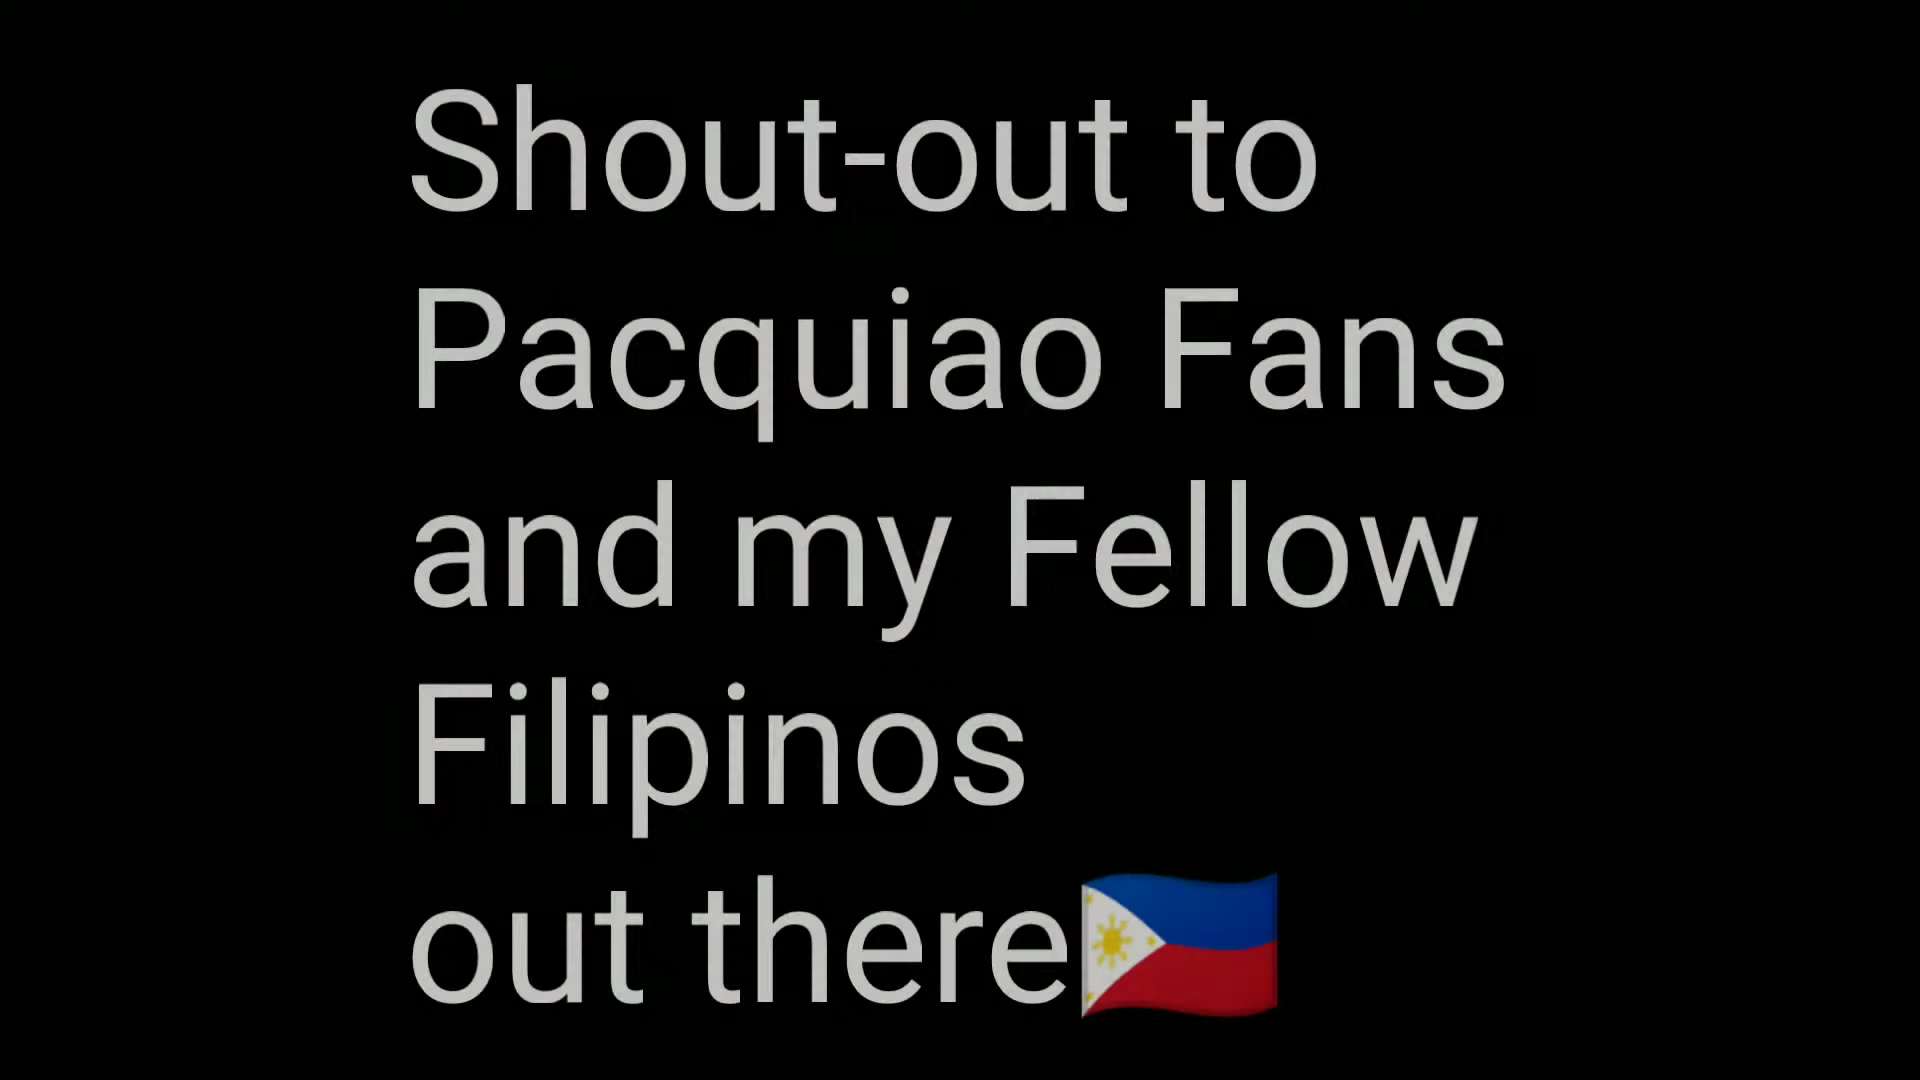 Shout-out to
Pacquiao Fans
and my Fellow
Filipinos
out there🇵🇭